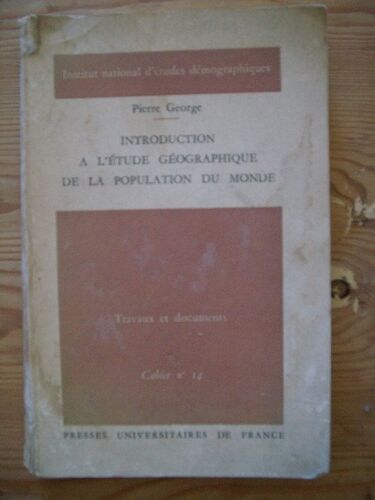 Institut national d'études démographiques
Pierre George
INTRODUCTION
A L'ÉTUDE GÉOGRAPHIQUE
DE LA POPULATION DU MONDE
Travaux et documents
Cahier n° 14
PRESSES UNIVERSITAIRES DE FRANCE